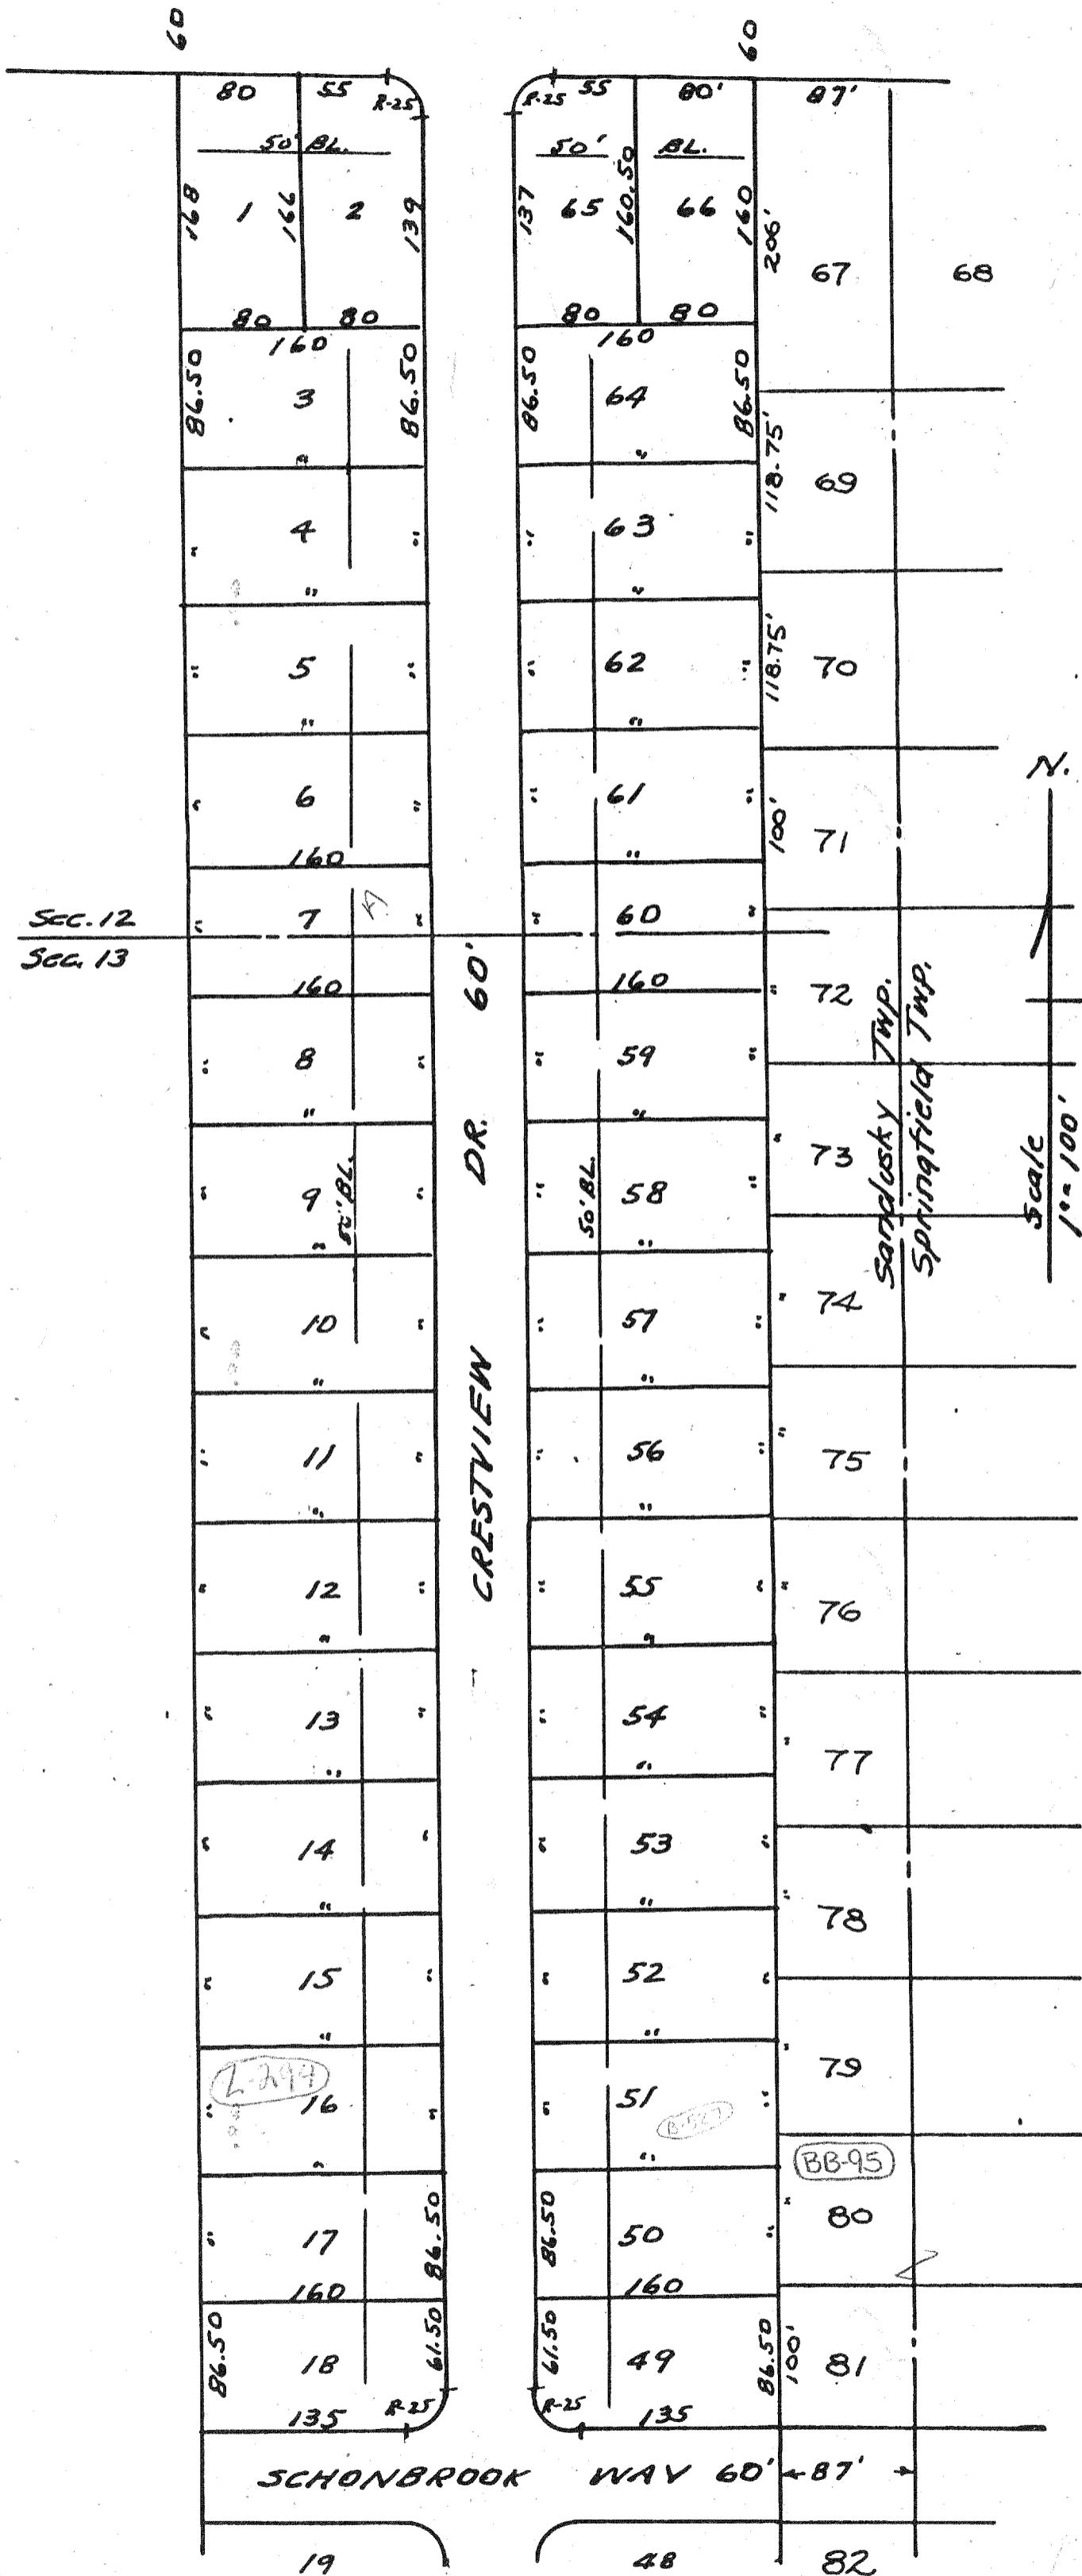 60 60
80 55 R-25 R-25 55 80' 87'
50' BL. 50' BL.
168 1 166 2 139 137 65 160.50 66 160 206' 67 68
80 80 80 80
160 160
86.50 3 86.50 86.50 64 86.50 118.75' 69
" "
" 4 " " 63 "
" "
" 5 " " 62 " 118.75' 70
" "
" 6 " " 61 " 100' 71
160 "
N.
Sec. 12 " 7 " " 60 "
Sec. 13
160 160 " 72
" 8 " " 59 "
" "
" 73
" 9 50' BL. " " 50' BL. 58 "
" "
CRESTVIEW DR. 60'
Sandusky Twp.
Springfield Twp.
Scale
1" = 100'
" 10 " " 57 " " 74
" "
" 11 " " 56 " " 75
" "
" 12 " " 55 " " 76
" "
" 13 " " 54 " " 77
" "
" 14 " " 53 "
" " " 78
" 15 " " 52 "
" " " 79
L-294
" 16 " " 51 "
B-527
" " BB-95
" 17 86.50 86.50 50 " " 80
160 160
86.50 18 61.50 61.50 49 86.50 100' 81
135 R-25 R-25 135
SCHONBROOK WAY 60' 87'
19 48 82